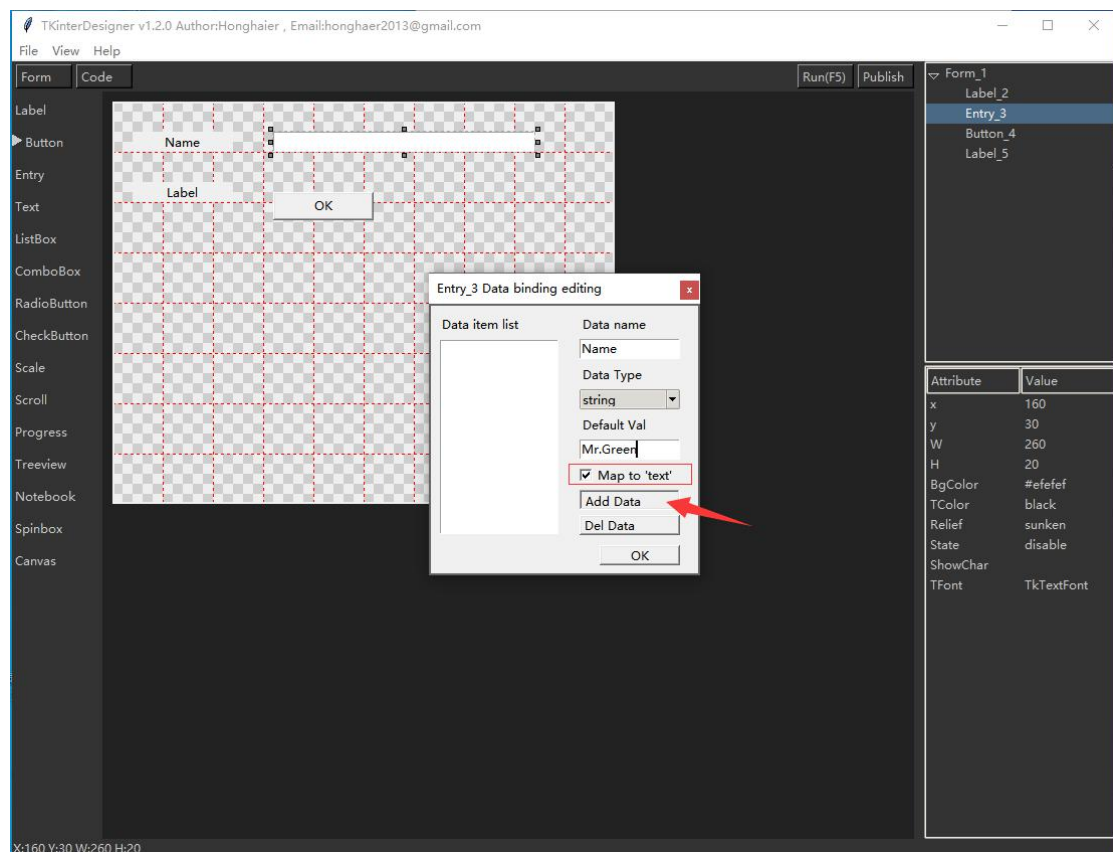 TKinterDesigner v1.2.0 Author:Honghaier , Email:honghaer2013@gmail.com
File View Help
Form Code Run(F5) Publish
Label
Button
Entry
Text
ListBox
ComboBox
RadioButton
CheckButton
Scale
Scroll
Progress
Treeview
Notebook
Spinbox
Canvas
Name
Label
OK
Entry_3 Data binding editing x
Data item list
Data name
Name
Data Type
string
Default Val
Mr.Green
Map to 'text'
Add Data
Del Data
OK
Form_1
Label_2
Entry_3
Button_4
Label_5
Attribute Value
x 160
y 30
W 260
H 20
BgColor #efefef
TColor black
Relief sunken
State disable
ShowChar
TFont TkTextFont
X:160 Y:30 W:260 H:20